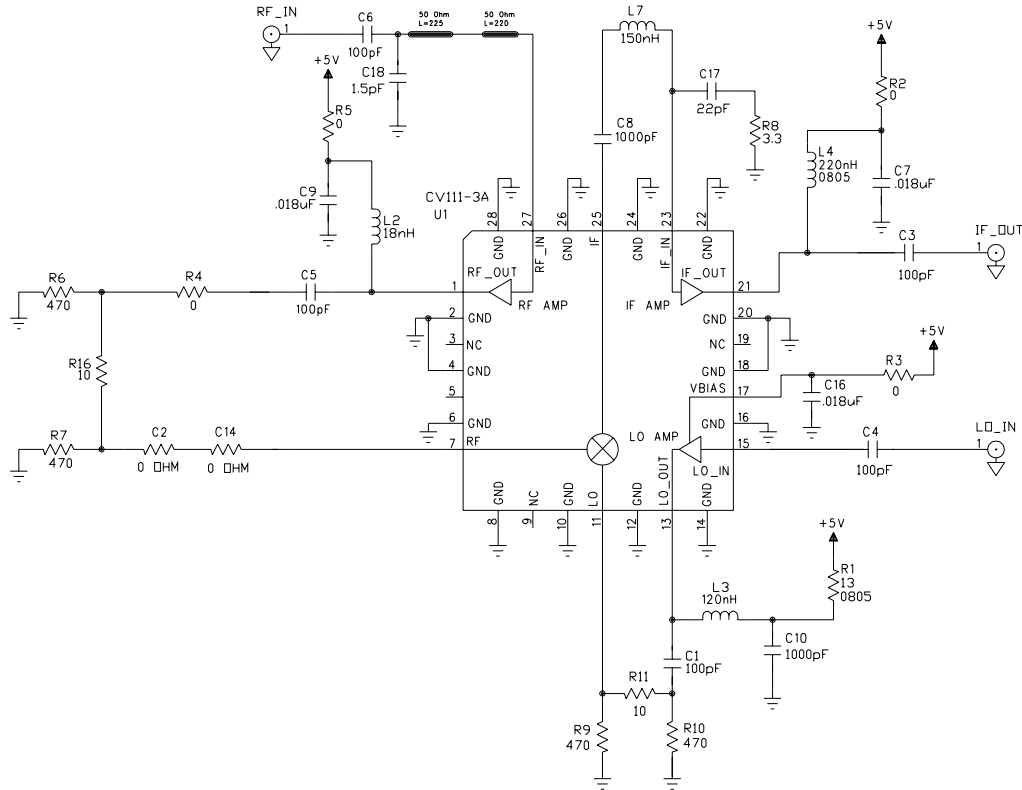 RF_IN
1
C6
100pF
50 Ohm
L=225
50 Ohm
L=220
C18
1.5pF
+5V
R5
0
C9
.018uF
L2
18nH
L7
150nH
C17
22pF
R8
3.3
C8
1000pF
+5V
R2
0
L4
220nH
0805
C7
.018uF
IF_OUT
1
C3
100pF
CV111-3A
U1
28
27
26
25
24
23
22
GND
RF_IN
GND
IF
GND
IF_IN
GND
RF_OUT
RF AMP
IF_OUT
IF AMP
1
2
GND
3
NC
4
GND
5
6
GND
7
RF
21
GND
20
NC
19
GND
18
VBIAS
17
GND
16
15
LO AMP
LO_IN
LO_OUT
C5
100pF
R4
0
R6
470
R16
10
R7
470
C2
0 OHM
C14
0 OHM
+5V
R3
0
C16
.018uF
C4
100pF
LO_IN
1
GND
NC
GND
LO
GND
GND
8
9
10
11
12
13
14
+5V
R1
13
0805
L3
120nH
C10
1000pF
C1
100pF
R11
10
R9
470
R10
470